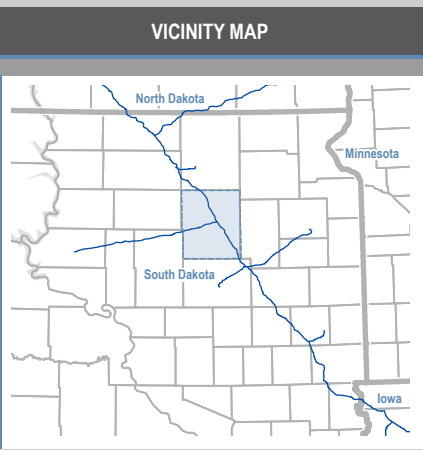 VICINITY MAP
North Dakota
Minnesota
South Dakota
Iowa